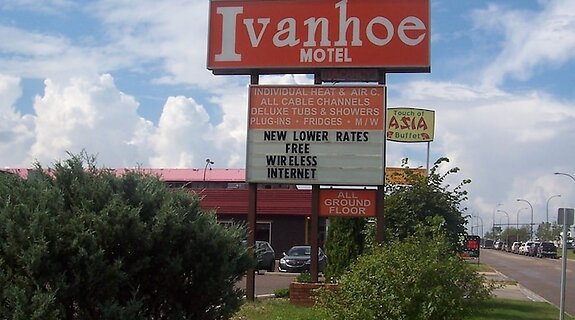 Ivanhoe
MOTEL
INDIVIDUAL HEAT & AIR C.
ALL CABLE CHANNELS
DELUXE TUBS & SHOWERS
PLUG-INS • FRIDGES • M/W
NEW LOWER RATES
FREE
WIRELESS
INTERNET
ALL
GROUND
FLOOR
Touch of
ASIA
Buffet